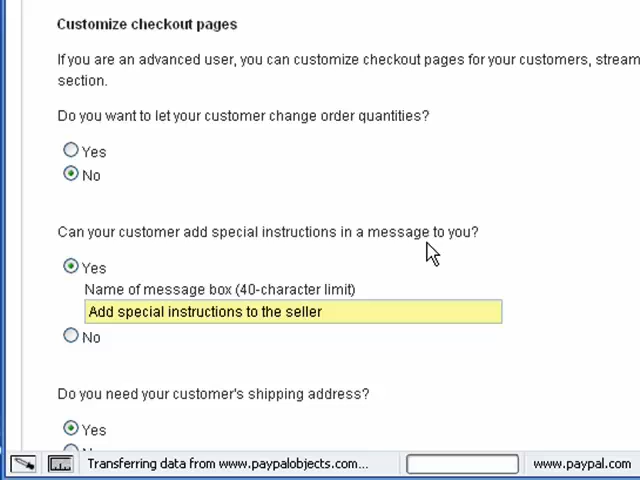 Customize checkout pages
If you are an advanced user, you can customize checkout pages for your customers, stream
section.
Do you want to let your customer change order quantities?
Yes
No
Can your customer add special instructions in a message to you?
Yes
Name of message box (40-character limit)
Add special instructions to the seller
No
Do you need your customer's shipping address?
Yes
Transferring data from www.paypalobjects.com... www.paypal.com